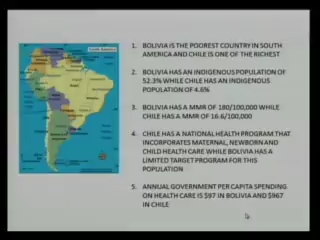 1. BOLIVIA IS THE POOREST COUNTRY IN SOUTH
AMERICA AND CHILE IS ONE OF THE RICHEST
2. BOLIVIA HAS AN INDIGENOUS POPULATION OF
52.3% WHILE CHILE HAS AN INDIGENOUS
POPULATION OF 4.6%
3. BOLIVIA HAS A MMR OF 180/100,000 WHILE
CHILE HAS A MMR OF 16.6/100,000
4. CHILE HAS A NATIONAL HEALTH PROGRAM THAT
INCORPORATES MATERNAL, NEWBORN AND
CHILD HEALTH CARE WHILE BOLIVIA HAS A
LIMITED TARGET PROGRAM FOR THIS
POPULATION
5. ANNUAL GOVERNMENT PER CAPITA SPENDING
ON HEALTH CARE IS $97 IN BOLIVIA AND $967
IN CHILE